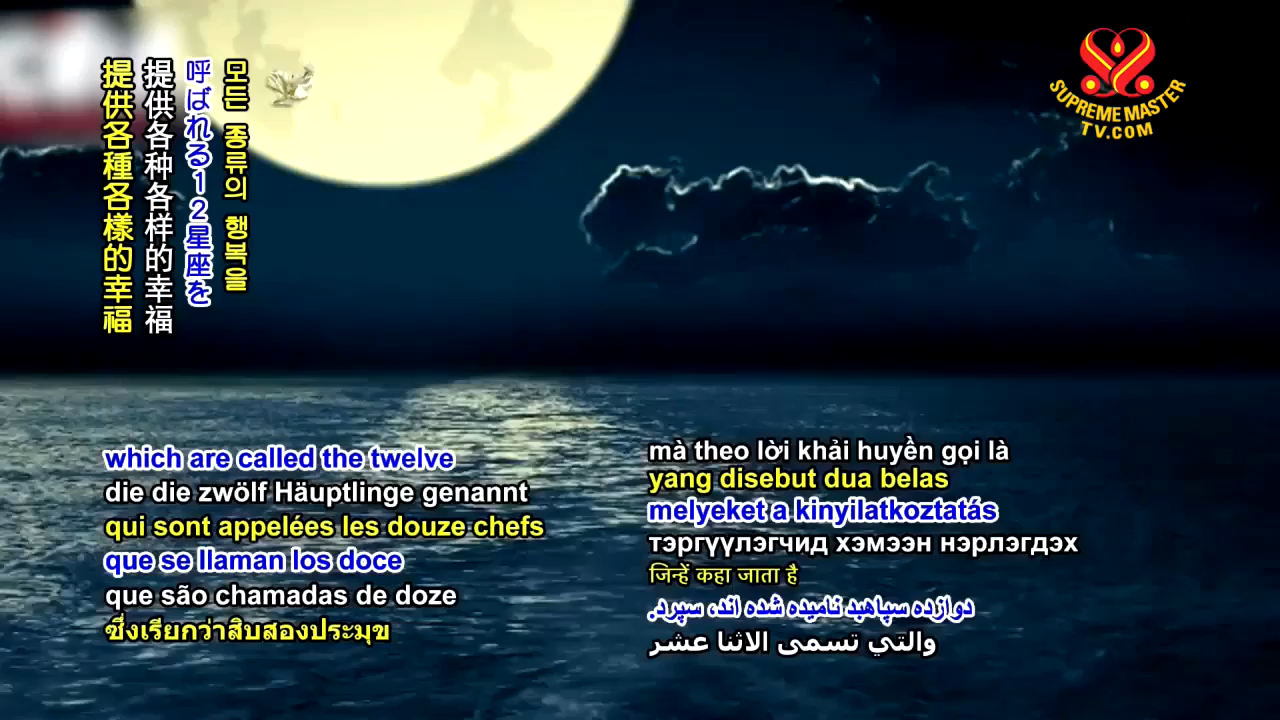 모든 종류의 행복을
呼ばれる12星座を
提供各种各样的幸福
提供各種各樣的幸福
SUPREME MASTER
TV.COM
which are called the twelve
die die zwölf Häuptlinge genannt
qui sont appelées les douze chefs
que se llaman los doce
que são chamadas de doze
ซึ่งเรียกว่าสิบสองประมุข
mà theo lời khải huyền gọi là
yang disebut dua belas
melyeket a kinyilatkoztatás
тэргүүлэгчид хэмээн нэрлэгдэх
जिन्हें कहा जाता है
دوازده سپاهبد نامیده شده اند، سپرد.
والتي تسمى الاثنا عشر